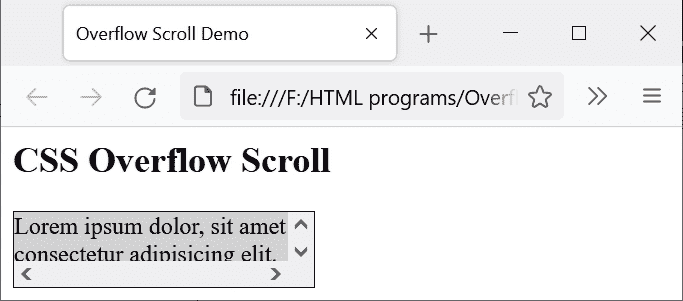 Overflow Scroll Demo
file:///F:/HTML programs/Overf
CSS Overflow Scroll
Lorem ipsum dolor, sit amet
consectetur adipisicing elit.